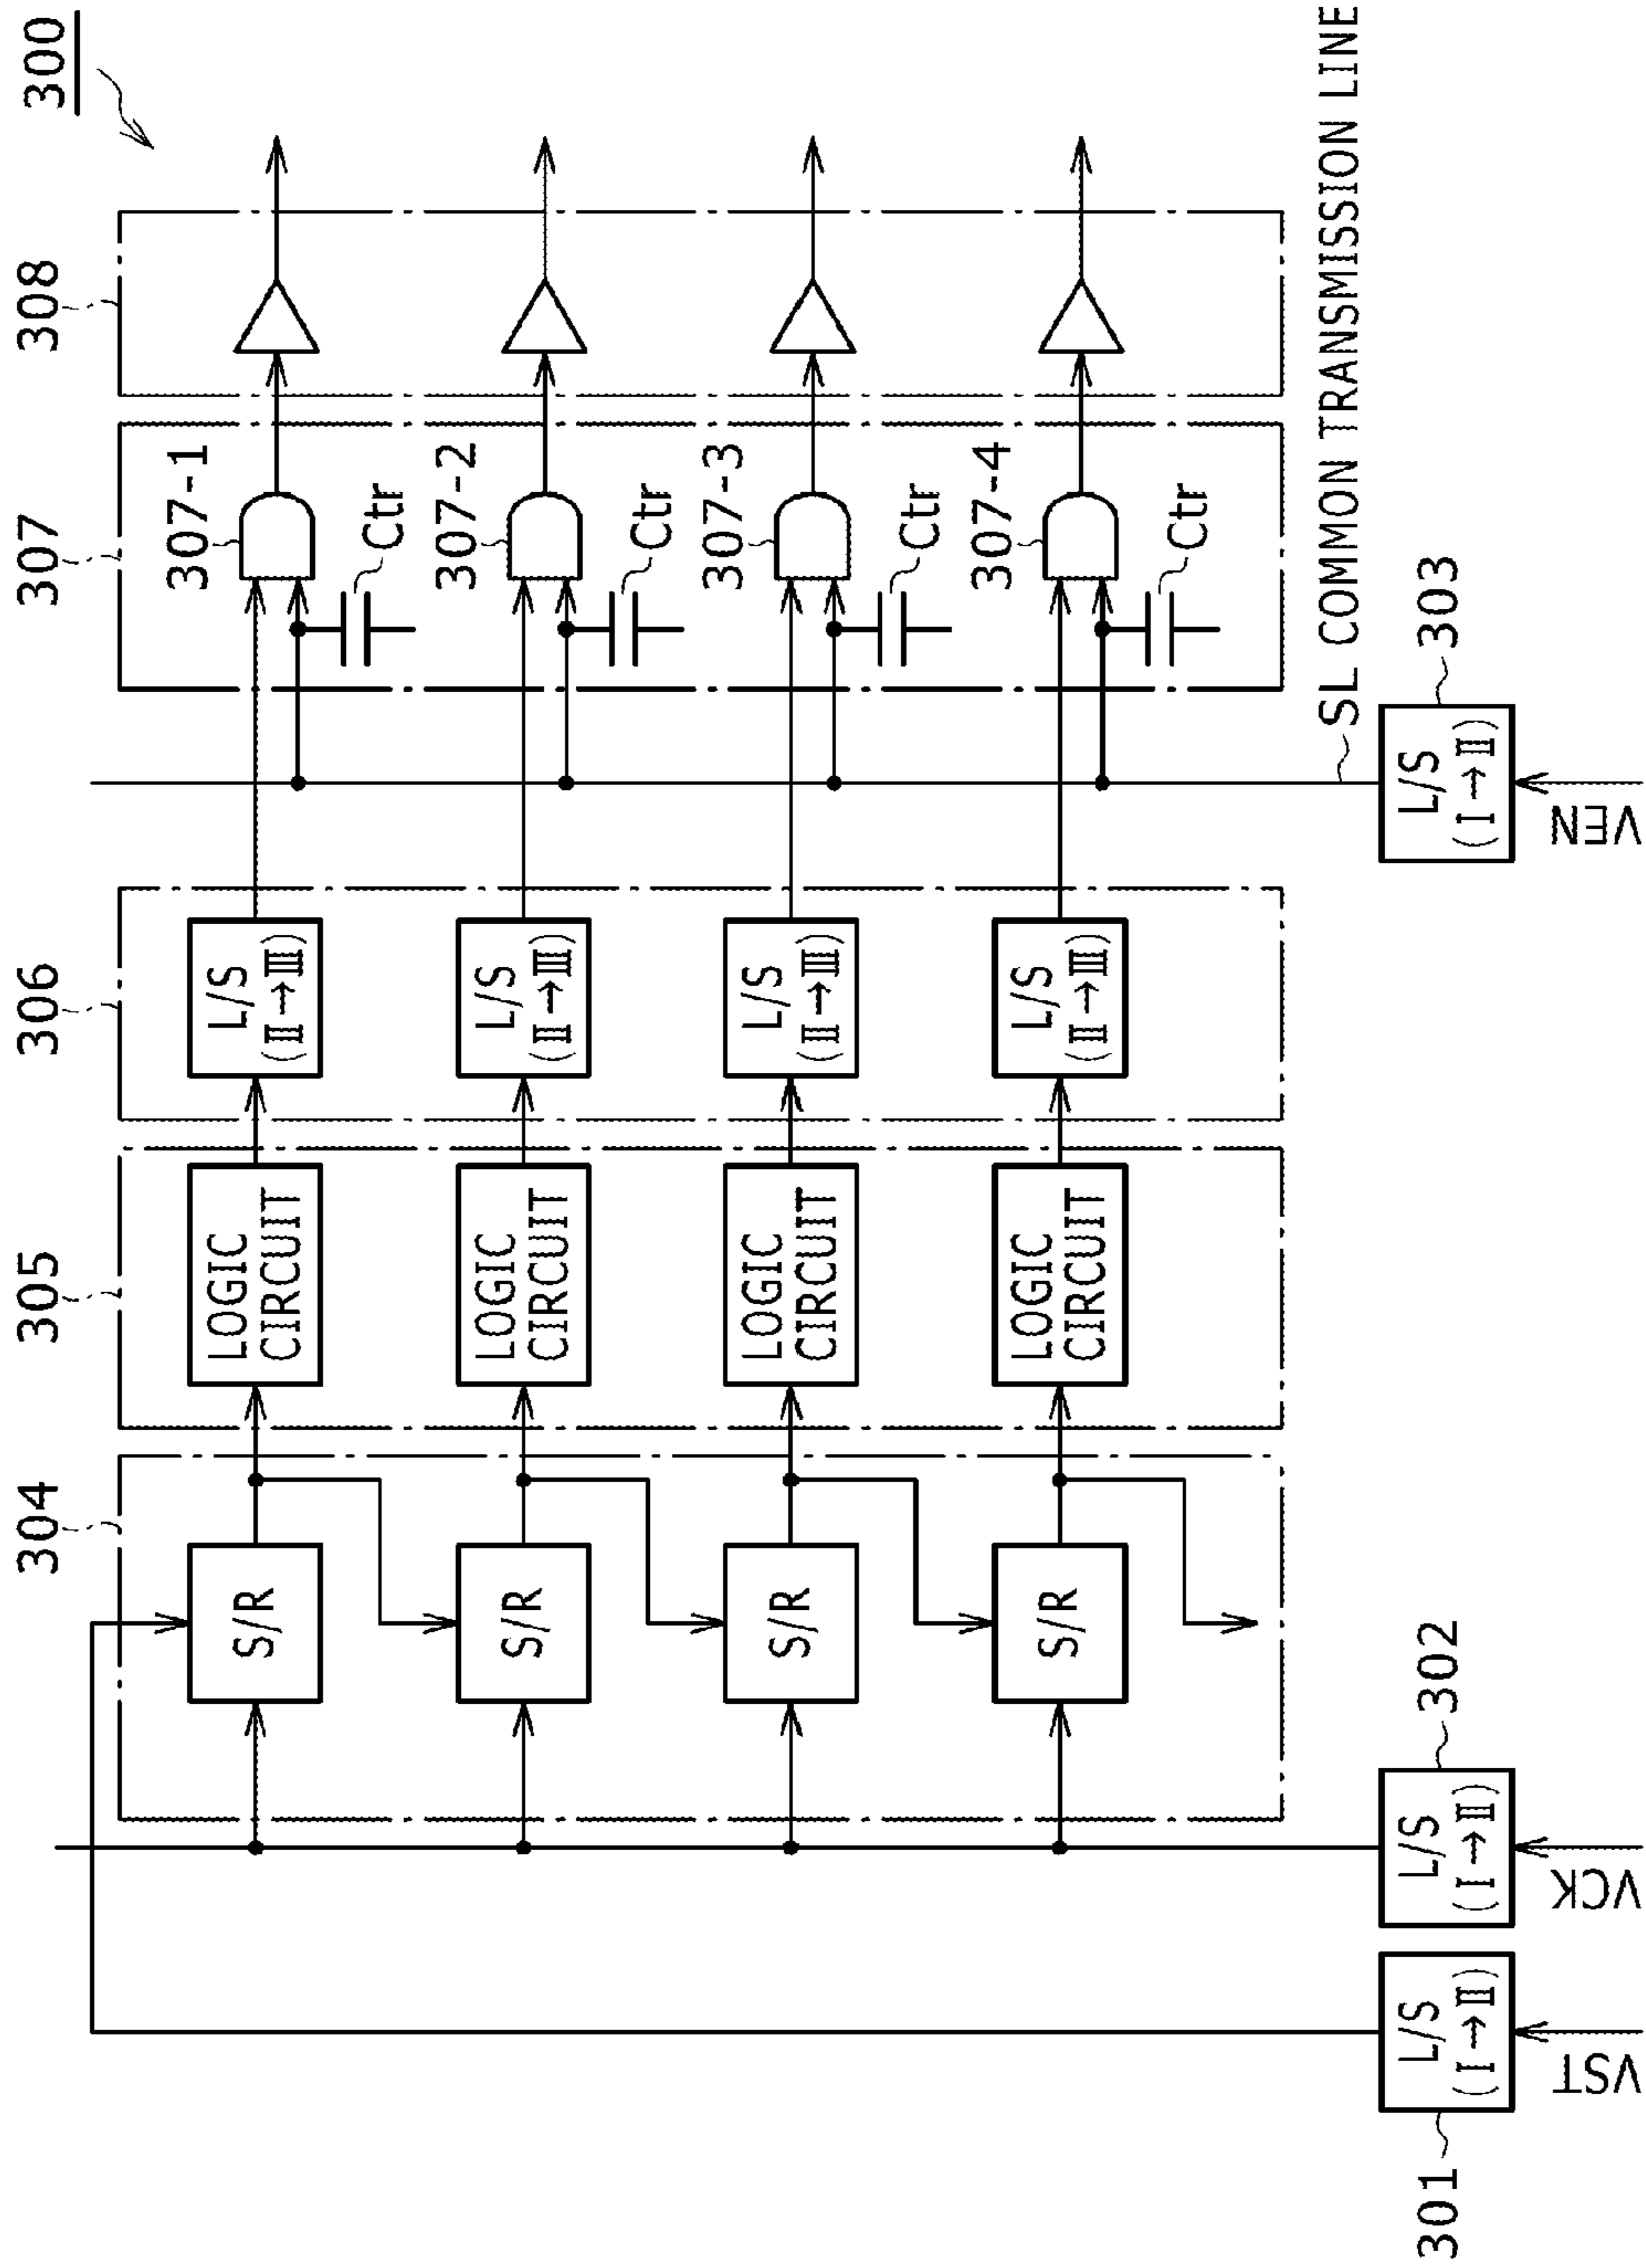 300
304
305
306
307
308
S/R
LOGIC
CIRCUIT
L/S
(Ⅱ→Ⅲ)
307-1
Ctr
S/R
LOGIC
CIRCUIT
L/S
(Ⅱ→Ⅲ)
307-2
Ctr
S/R
LOGIC
CIRCUIT
L/S
(Ⅱ→Ⅲ)
307-3
Ctr
S/R
LOGIC
CIRCUIT
L/S
(Ⅱ→Ⅲ)
307-4
Ctr
SL COMMON TRANSMISSION LINE
301
L/S
(Ⅰ→Ⅱ)
VST
302
L/S
(Ⅰ→Ⅱ)
VCK
303
L/S
(Ⅰ→Ⅱ)
VEN